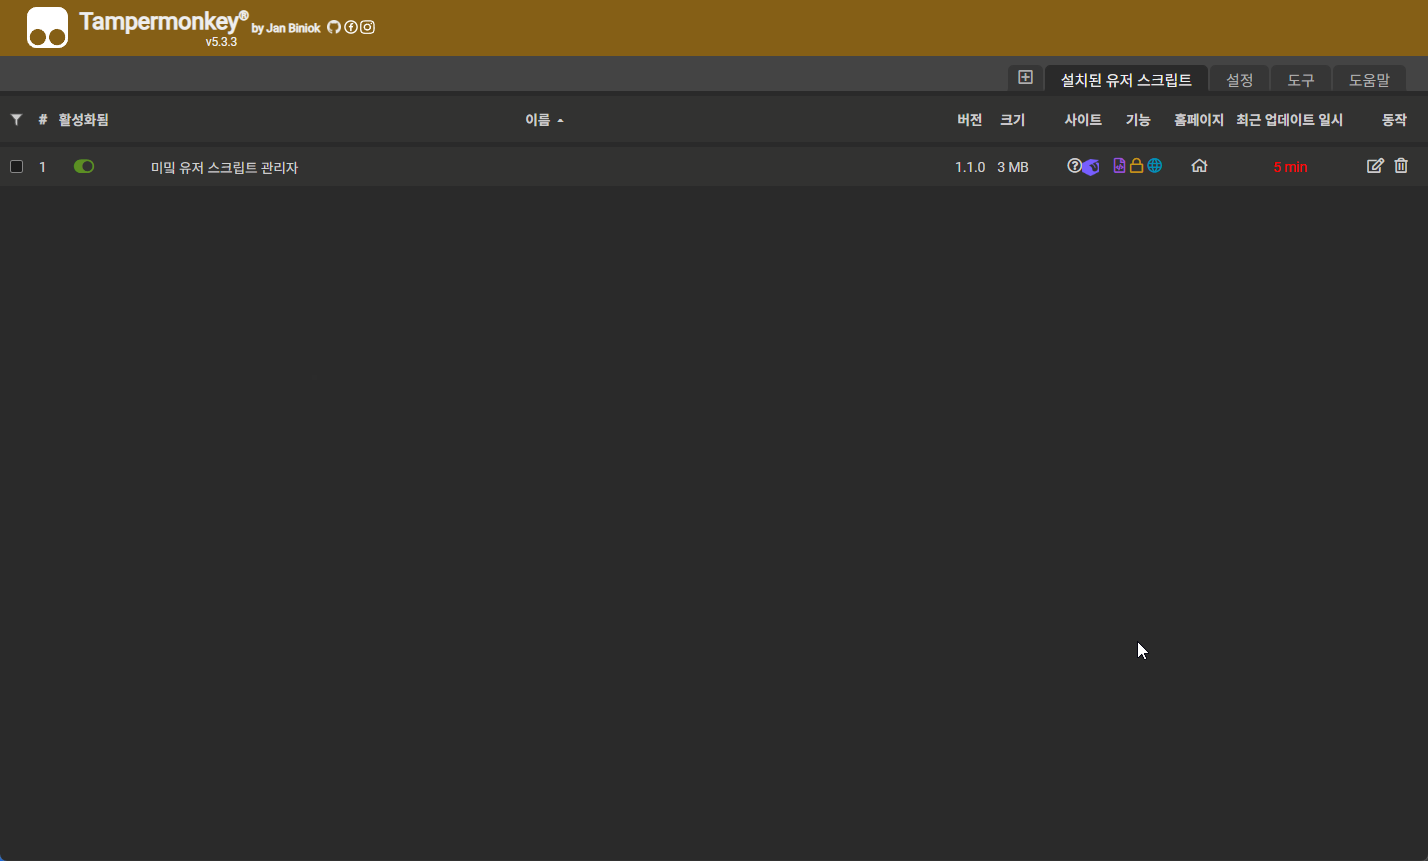 Tampermonkey® by Jan Biniok
v5.3.3
설치된 유저 스크립트 설정 도구 도움말
# 활성화됨 이름 버전 크기 사이트 기능 홈페이지 최근 업데이트 일시 동작
1 미밐 유저 스크립트 관리자 1.1.0 3 MB 5 min